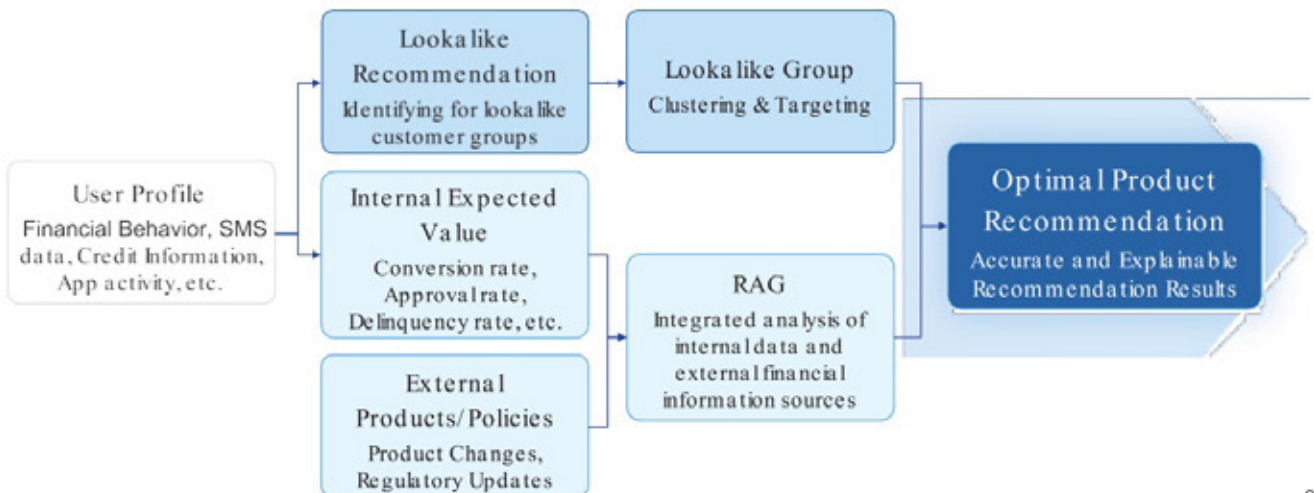 User Profile
Financial Behavior, SMS
data, Credit Information,
App activity, etc.
Lookalike
Recommendation
Identifying for lookalike
customer groups
Lookalike Group
Clustering & Targeting
Internal Expected
Value
Conversion rate,
Approval rate,
Delinquency rate, etc.
External
Products/Policies
Product Changes,
Regulatory Updates
RAG
Integrated analysis of
internal data and
external financial
information sources
Optimal Product
Recommendation
Accurate and Explainable
Recommendation Results